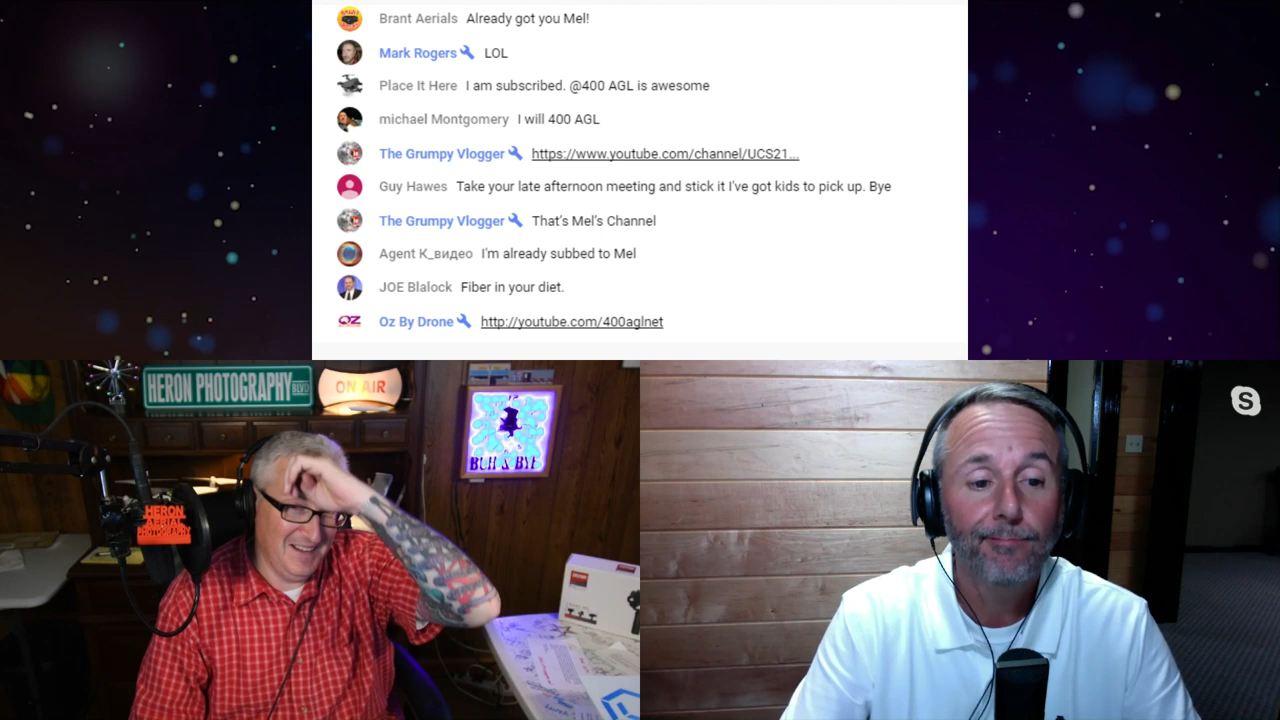 Brant Aerials Already got you Mel!
Mark Rogers LOL
Place It Here I am subscribed. @400 AGL is awesome
michael Montgomery I will 400 AGL
The Grumpy Vlogger https://www.youtube.com/channel/UCS21...
Guy Hawes Take your late afternoon meeting and stick it I've got kids to pick up. Bye
The Grumpy Vlogger That's Mel's Channel
Agent К_видео I'm already subbed to Mel
JOE Blalock Fiber in your diet.
OZ
Oz By Drone http://youtube.com/400aglnet
HERON PHOTOGRAPHY BLVD
ON AIR
BUH & BYE
HERON
AERIAL
PHOTOGRAPHY
S